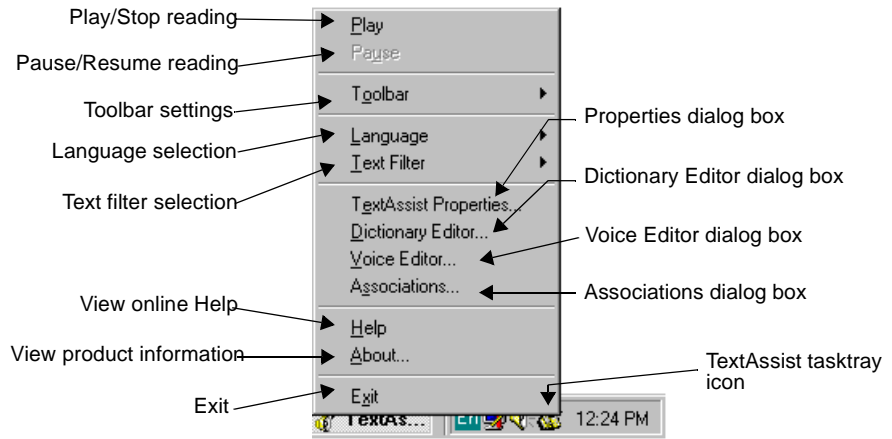 Play/Stop reading
Pause/Resume reading
Toolbar settings
Language selection
Text filter selection
View online Help
View product information
Exit
Play
Pause
Toolbar
Language
Text Filter
TextAssist Properties...
Dictionary Editor...
Voice Editor...
Associations...
Help
About...
Exit
Properties dialog box
Dictionary Editor dialog box
Voice Editor dialog box
Associations dialog box
TextAssist tasktray
icon
TextAs...
En
12:24 PM